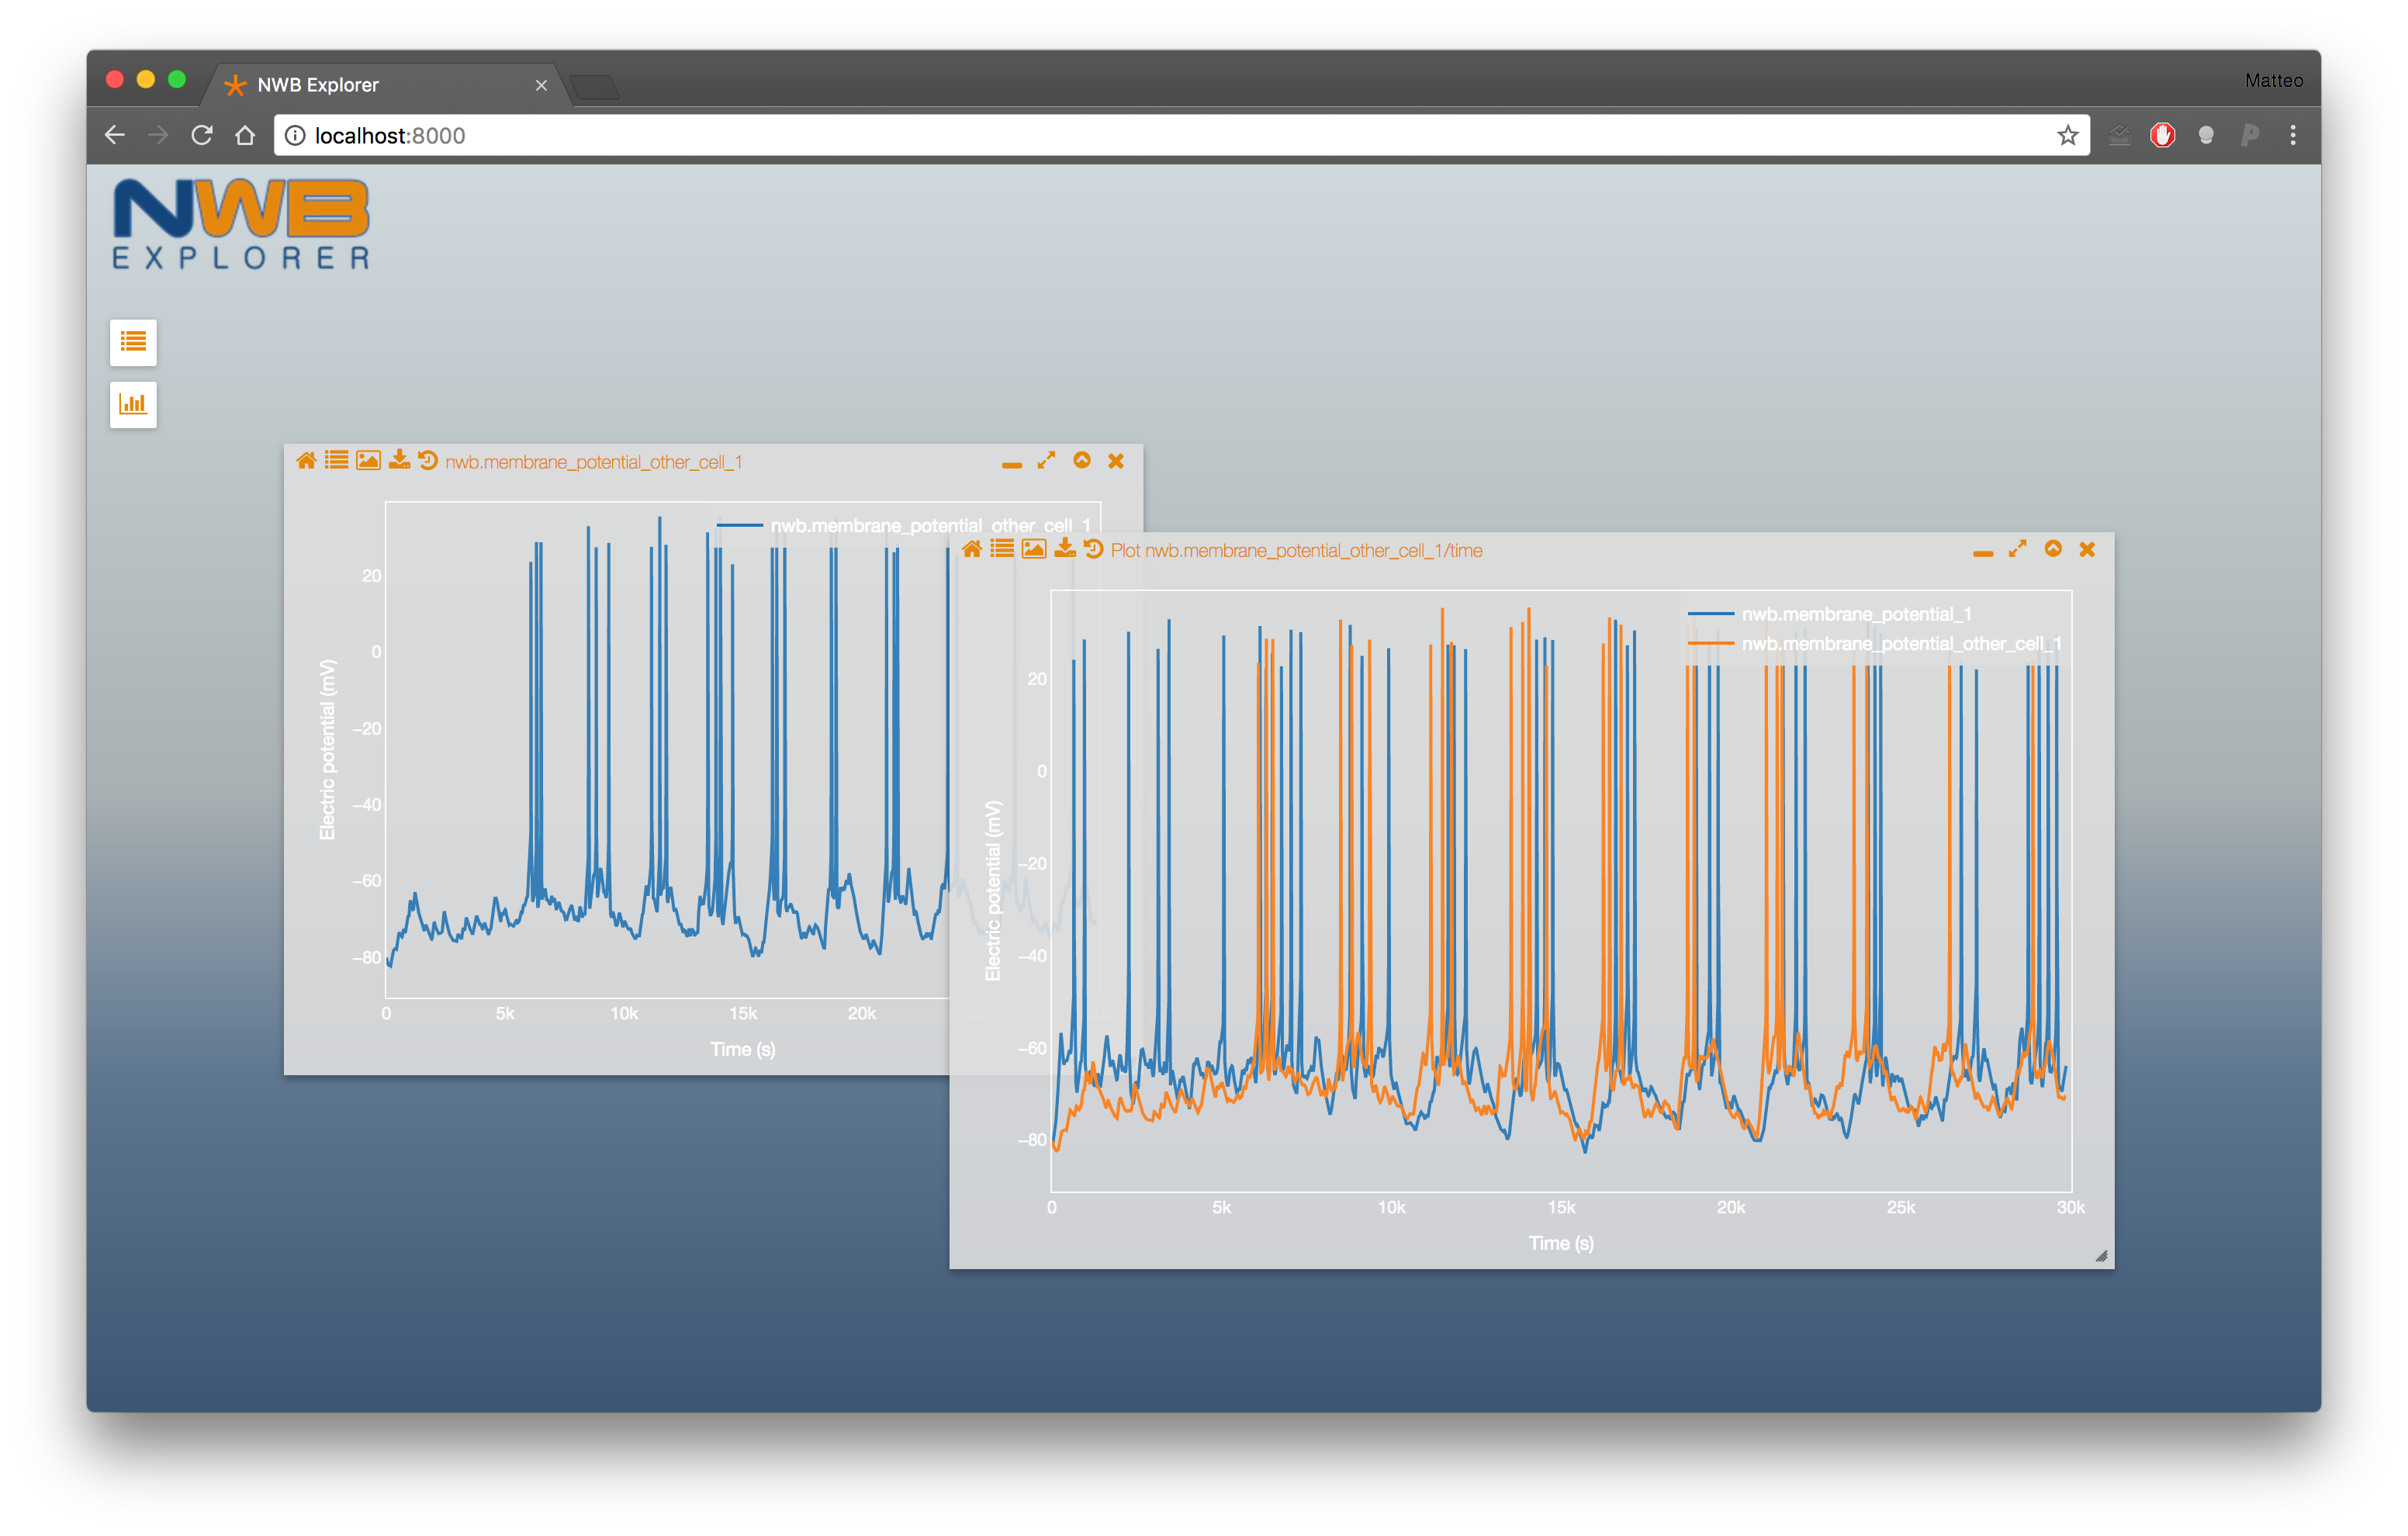 NWB Explorer
Matteo
localhost:8000
NWB
EXPLORER
nwb.membrane_potential_other_cell_1
nwb.membrane_potential_other_cell_1
20
0
−20
−40
−60
−80
Electric potential (mV)
0 5k 10k 15k 20k 25k
Time (s)
Plot nwb.membrane_potential_other_cell_1/time
nwb.membrane_potential_1
nwb.membrane_potential_other_cell_1
20
0
−20
−40
−60
−80
Electric potential (mV)
0 5k 10k 15k 20k 25k 30k
Time (s)